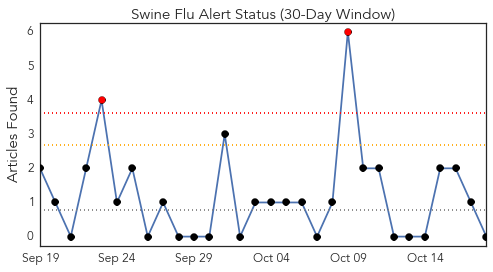 Swine Flu Alert Status (30-Day Window)
Articles Found
6
5
4
3
2
1
0
Sep 19 Sep 24 Sep 29 Oct 04 Oct 09 Oct 14